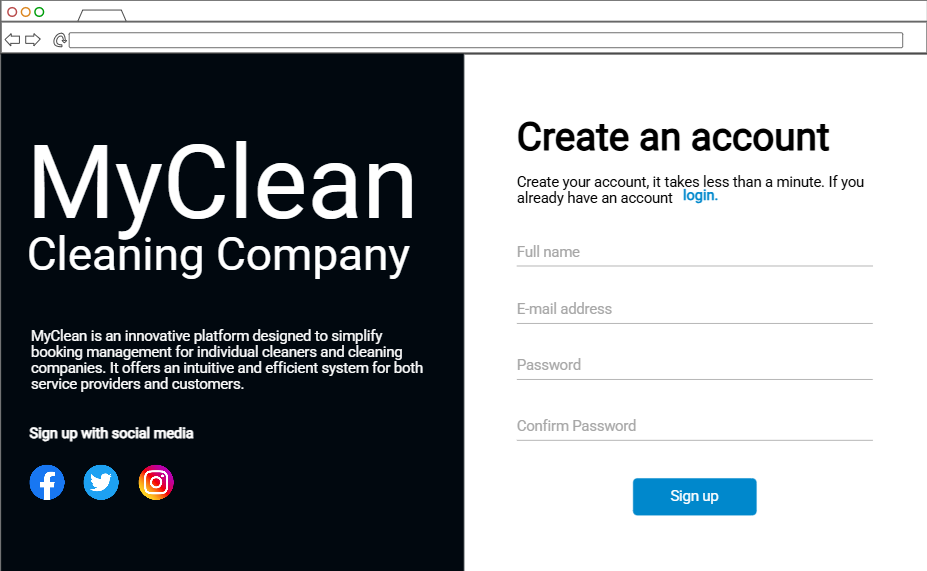 MyClean
Cleaning Company
MyClean is an innovative platform designed to simplify
booking management for individual cleaners and cleaning
companies. It offers an intuitive and efficient system for both
service providers and customers.
Sign up with social media
Create an account
Create your account, it takes less than a minute. If you
already have an account login.
Full name
E-mail address
Password
Confirm Password
Sign up